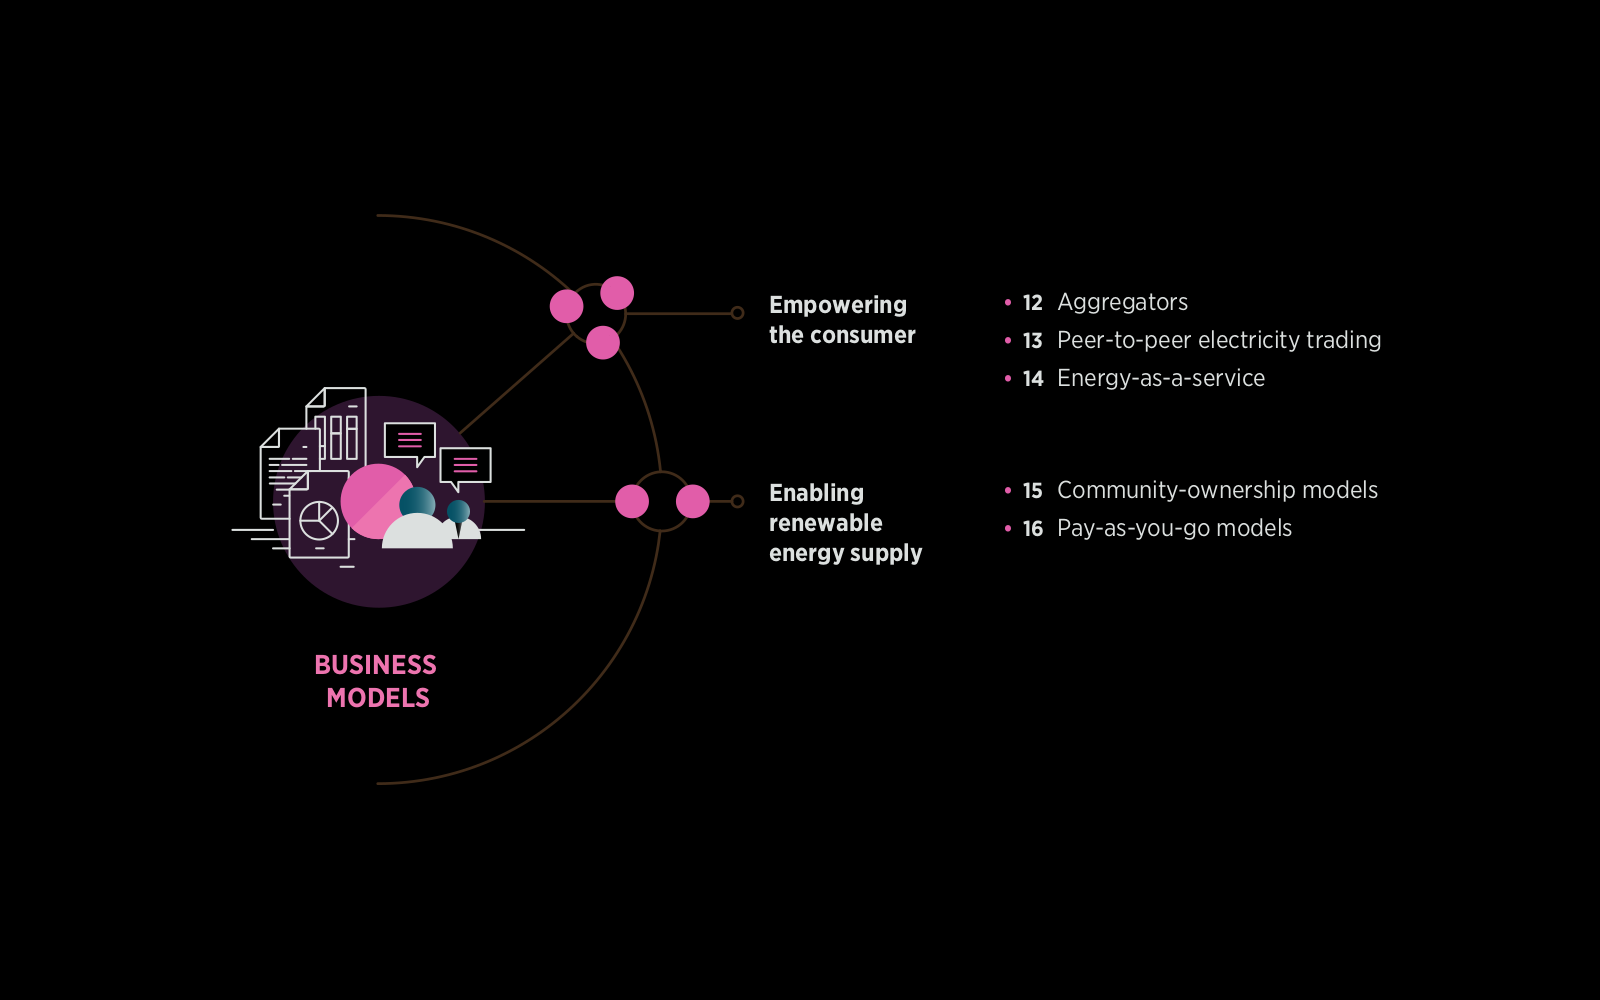 Empowering
the consumer
• 12 Aggregators
• 13 Peer-to-peer electricity trading
• 14 Energy-as-a-service
Enabling
renewable
energy supply
• 15 Community-ownership models
• 16 Pay-as-you-go models
BUSINESS
MODELS